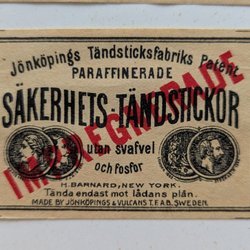 Jönköpings Tändsticksfabriks Patent
PARAFFINERADE
SÄKERHETS-TÄNDSTICKOR
IMPREGNERADE
utan svafvel
och fosfor
H. BARNARD, NEW YORK.
Tända endast mot lådans plån.
MADE BY JÖNKÖPINGS & VULCANS T.F.A.B. SWEDEN.